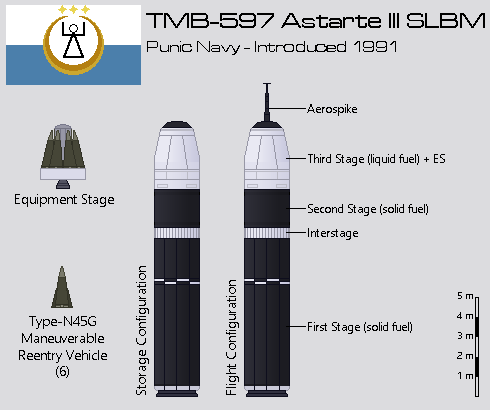 TMB-597 Astarte III SLBM
Punic Navy - Introduced 1991
Aerospike
Third Stage (liquid fuel) + ES
Equipment Stage
Second Stage (solid fuel)
Interstage
Storage Configuration
Flight Configuration
Type-N45G
Maneuverable
Reentry Vehicle
(6)
First Stage (solid fuel)
5 m
4 m
3 m
2 m
1 m